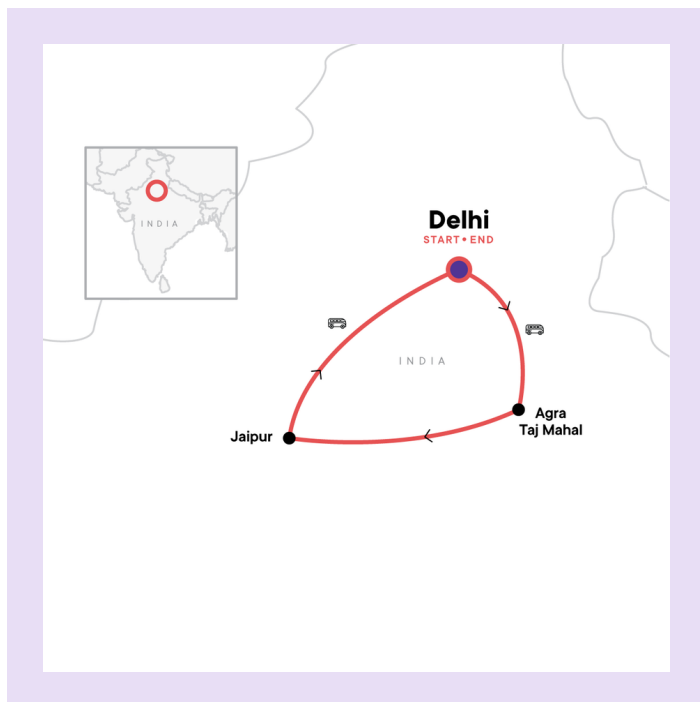 INDIA
Delhi
START • END
INDIA
Agra
Taj Mahal
Jaipur